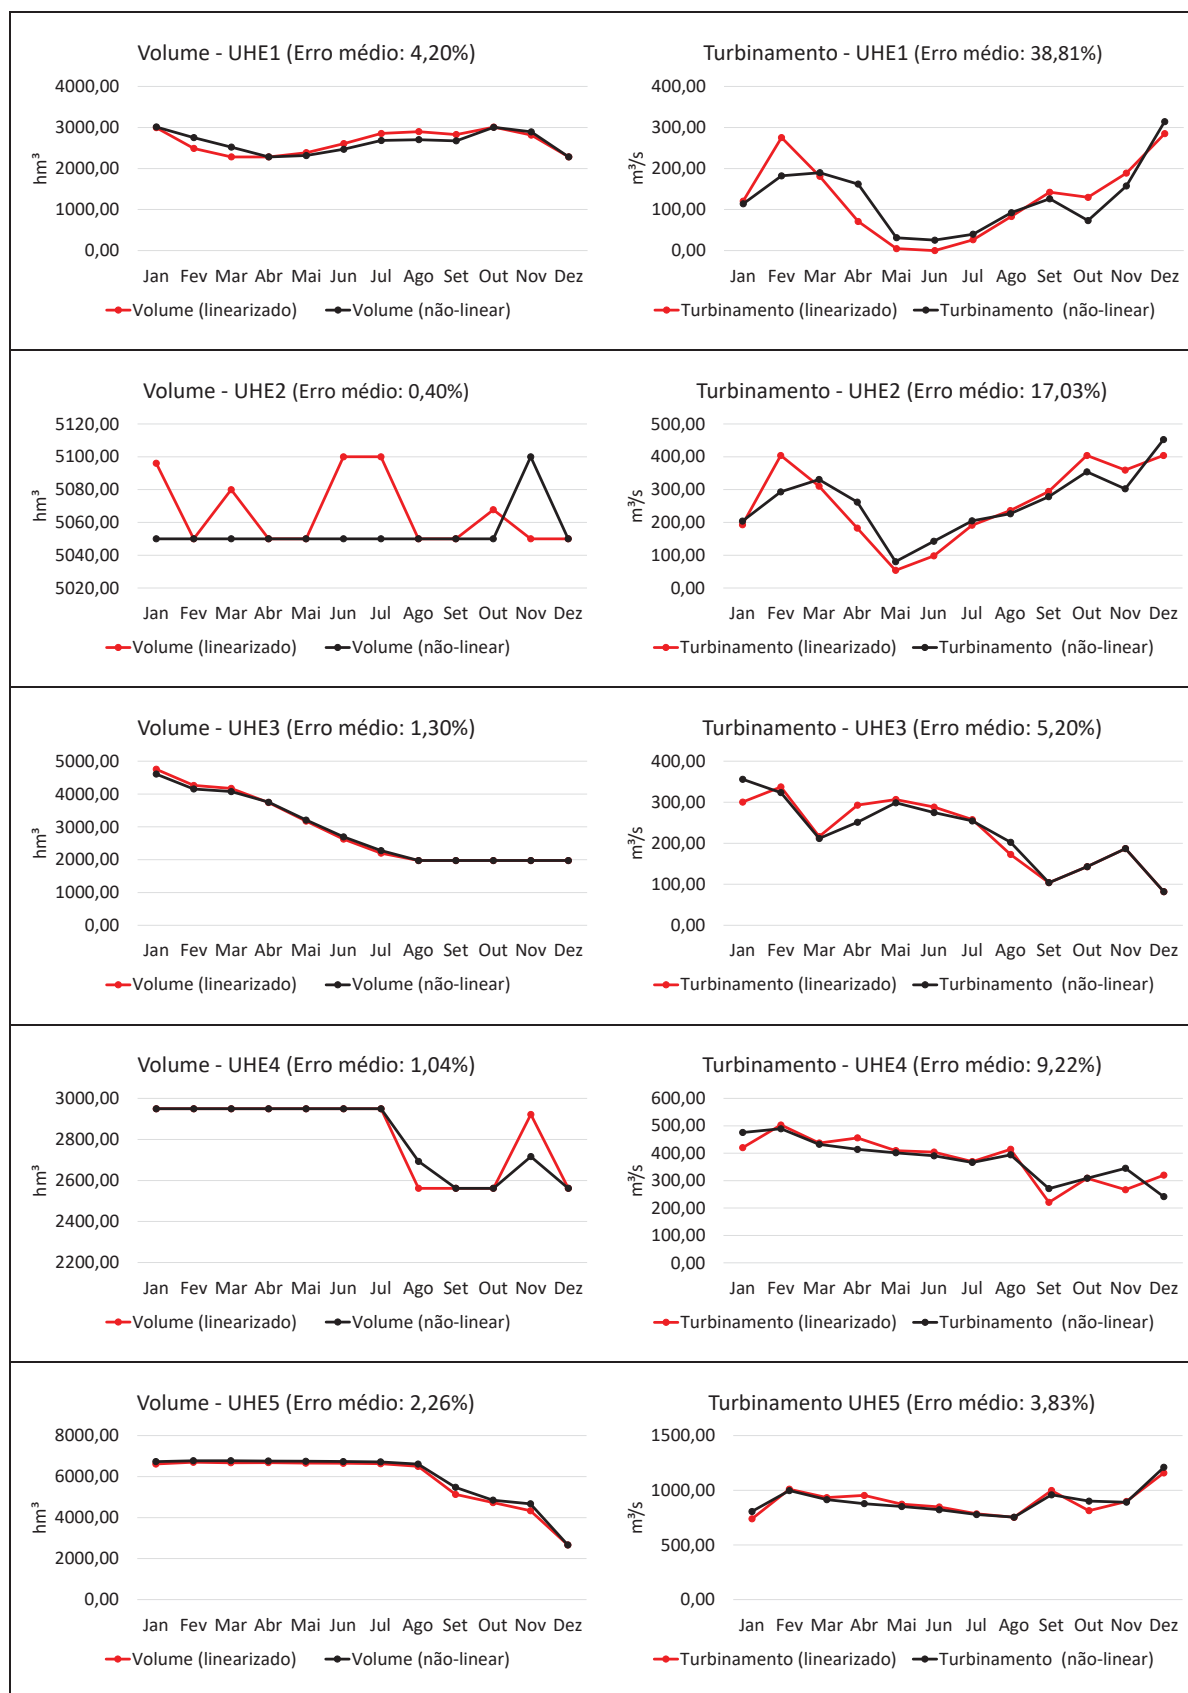 Volume - UHE1 (Erro médio: 4,20%)
4000,00
3000,00
2000,00
1000,00
0,00
hm³
Jan Fev Mar Abr Mai Jun Jul Ago Set Out Nov Dez
Volume (linearizado) Volume (não-linear)
Turbinamento - UHE1 (Erro médio: 38,81%)
400,00
300,00
200,00
100,00
0,00
m³/s
Jan Fev Mar Abr Mai Jun Jul Ago Set Out Nov Dez
Turbinamento (linearizado) Turbinamento (não-linear)
Volume - UHE2 (Erro médio: 0,40%)
5120,00
5100,00
5080,00
5060,00
5040,00
5020,00
hm³
Jan Fev Mar Abr Mai Jun Jul Ago Set Out Nov Dez
Volume (linearizado) Volume (não-linear)
Turbinamento - UHE2 (Erro médio: 17,03%)
500,00
400,00
300,00
200,00
100,00
0,00
m³/s
Jan Fev Mar Abr Mai Jun Jul Ago Set Out Nov Dez
Turbinamento (linearizado) Turbinamento (não-linear)
Volume - UHE3 (Erro médio: 1,30%)
5000,00
4000,00
3000,00
2000,00
1000,00
0,00
hm³
Jan Fev Mar Abr Mai Jun Jul Ago Set Out Nov Dez
Volume (linearizado) Volume (não-linear)
Turbinamento - UHE3 (Erro médio: 5,20%)
400,00
300,00
200,00
100,00
0,00
m³/s
Jan Fev Mar Abr Mai Jun Jul Ago Set Out Nov Dez
Turbinamento (linearizado) Turbinamento (não-linear)
Volume - UHE4 (Erro médio: 1,04%)
3000,00
2800,00
2600,00
2400,00
2200,00
hm³
Jan Fev Mar Abr Mai Jun Jul Ago Set Out Nov Dez
Volume (linearizado) Volume (não-linear)
Turbinamento - UHE4 (Erro médio: 9,22%)
600,00
500,00
400,00
300,00
200,00
100,00
0,00
m³/s
Jan Fev Mar Abr Mai Jun Jul Ago Set Out Nov Dez
Turbinamento (linearizado) Turbinamento (não-linear)
Volume - UHE5 (Erro médio: 2,26%)
8000,00
6000,00
4000,00
2000,00
0,00
hm³
Jan Fev Mar Abr Mai Jun Jul Ago Set Out Nov Dez
Volume (linearizado) Volume (não-linear)
Turbinamento UHE5 (Erro médio: 3,83%)
1500,00
1000,00
500,00
0,00
m³/s
Jan Fev Mar Abr Mai Jun Jul Ago Set Out Nov Dez
Turbinamento (linearizado) Turbinamento (não-linear)